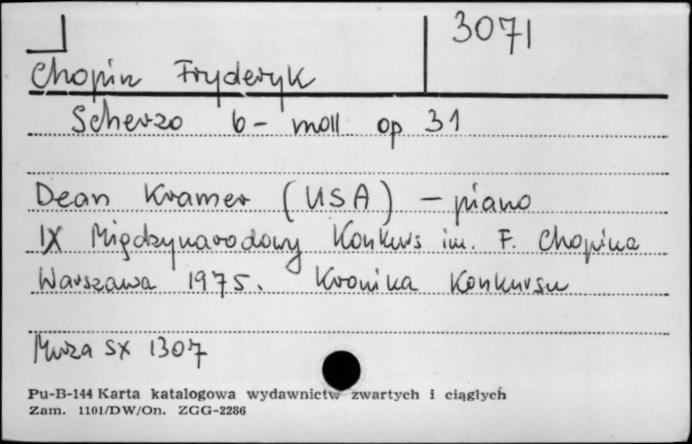 3071
Chopin Fryderyk
Scherzo b-moll op 31
Dean Kramer (USA) - piano
IX Międzynarodowy Konkurs im. F. Chopina
Warszawa 1975. Kronika Konkursu
Muza SX 1307
Pu-B-144 Karta katalogowa wydawnictw zwartych i ciągłych
Zam. 1101/DW/On. ZGG-2286